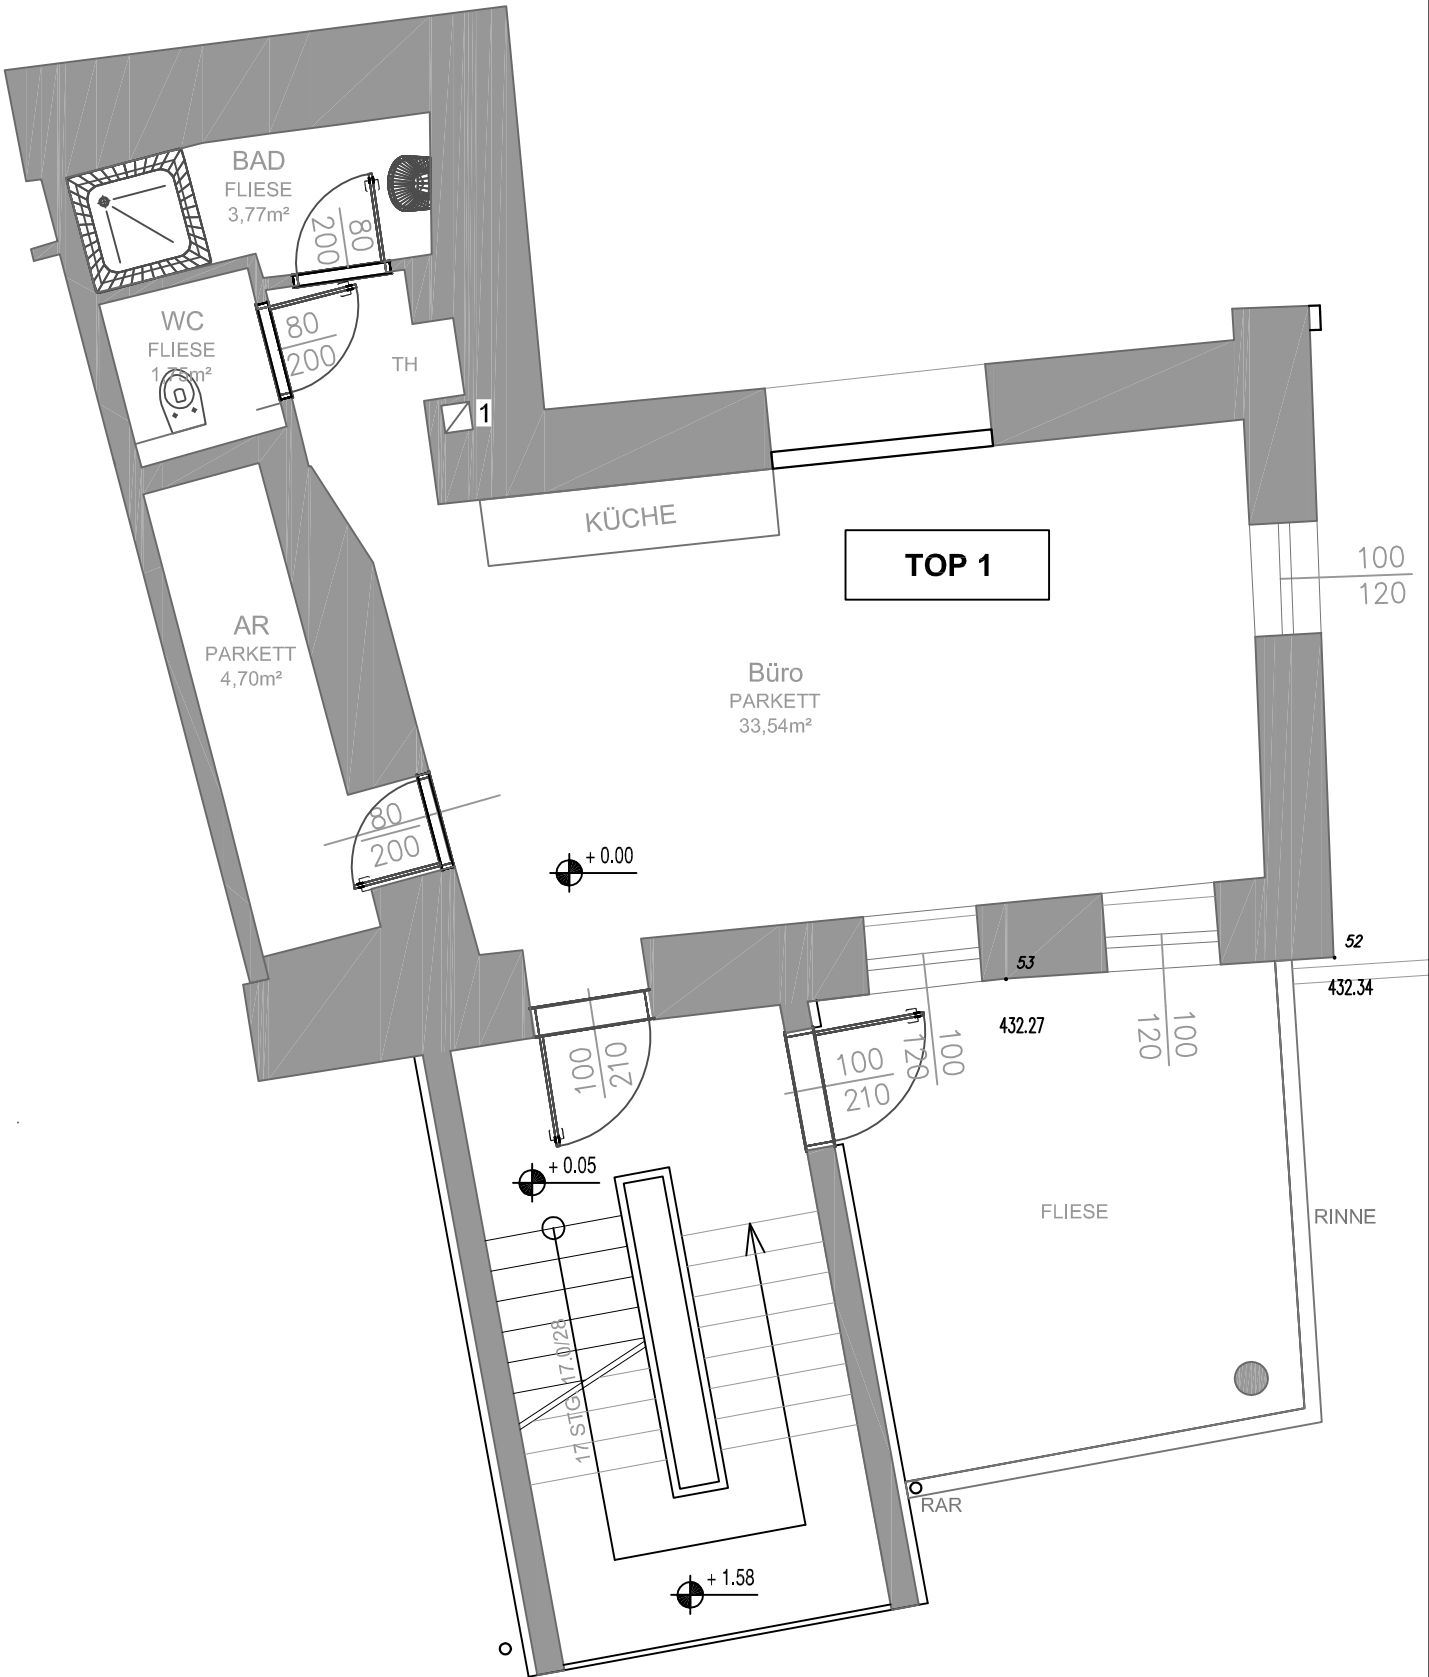 BAD
FLIESE
3,77m²
80
200
WC
FLIESE
1,75m²
80
200
TH
1
KÜCHE
TOP 1
100
120
AR
PARKETT
4,70m²
Büro
PARKETT
33,54m²
80
200
+ 0.00
53
52
432.34
432.27
100
210
100
210
100
120
100
120
+ 0.05
FLIESE
RINNE
17 STG 17.0/28
RAR
+ 1.58